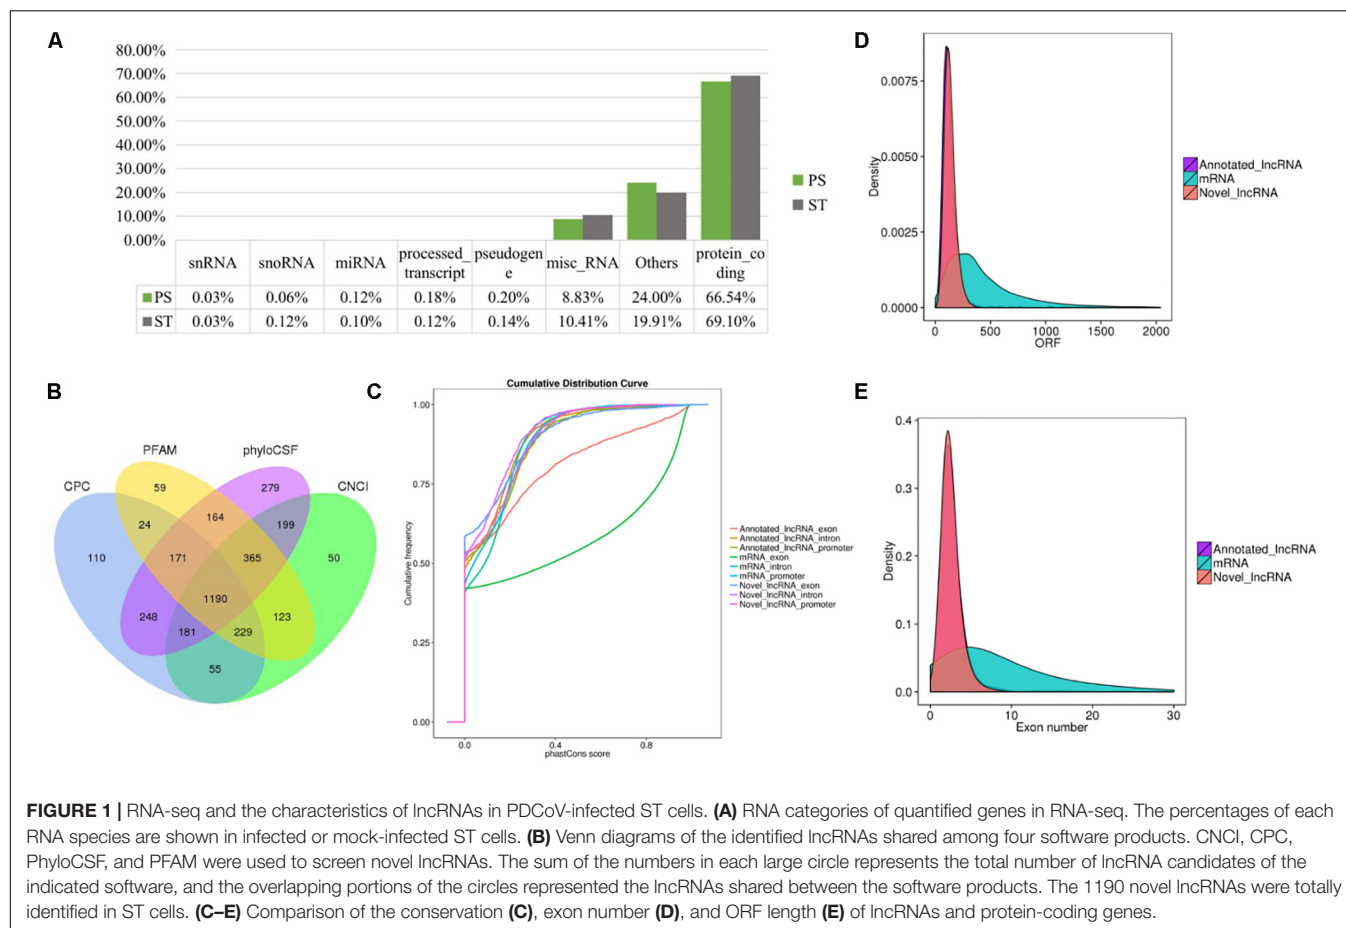 A
80.00%
70.00%
60.00%
50.00%
40.00%
30.00%
20.00%
10.00%
0.00%
snRNA snoRNA miRNA processed_transcript pseudogene misc_RNA Others protein_coding
PS 0.03% 0.06% 0.12% 0.18% 0.20% 8.83% 24.00% 66.54%
ST 0.03% 0.12% 0.10% 0.12% 0.14% 10.41% 19.91% 69.10%
PS
ST
D
0.0075
0.0050
0.0025
0.0000
Density
0 500 1000 1500 2000
ORF
Annotated_lncRNA
mRNA
Novel_lncRNA
B
CPC
PFAM
phyloCSF
CNCI
59
279
24
164
199
110
171
365
50
1190
248
123
181
229
55
C
Cumulative Distribution Curve
1.00
0.75
0.50
0.25
0.00
Cumulative frequency
0.0 0.4 0.8
phastCons score
Annotated_lncRNA_exon
Annotated_lncRNA_intron
Annotated_lncRNA_promoter
mRNA_exon
mRNA_intron
mRNA_promoter
Novel_lncRNA_exon
Novel_lncRNA_intron
Novel_lncRNA_promoter
E
0.4
0.3
0.2
0.1
0.0
Density
0 10 20 30
Exon number
Annotated_lncRNA
mRNA
Novel_lncRNA
FIGURE 1 | RNA-seq and the characteristics of lncRNAs in PDCoV-infected ST cells. (A) RNA categories of quantified genes in RNA-seq. The percentages of each
RNA species are shown in infected or mock-infected ST cells. (B) Venn diagrams of the identified lncRNAs shared among four software products. CNCI, CPC,
PhyloCSF, and PFAM were used to screen novel lncRNAs. The sum of the numbers in each large circle represents the total number of lncRNA candidates of the
indicated software, and the overlapping portions of the circles represented the lncRNAs shared between the software products. The 1190 novel lncRNAs were totally
identified in ST cells. (C–E) Comparison of the conservation (C), exon number (D), and ORF length (E) of lncRNAs and protein-coding genes.